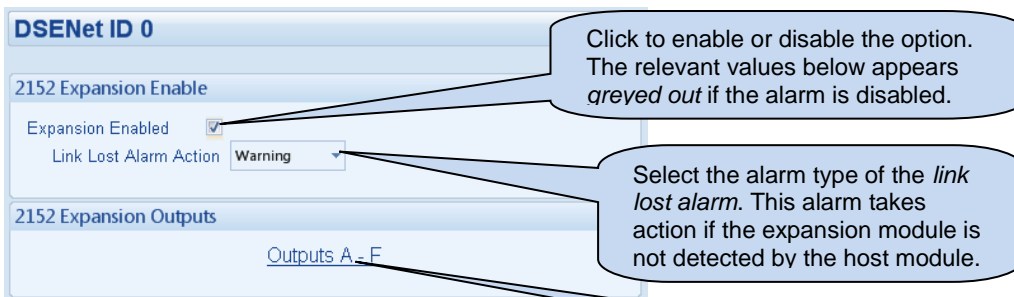 DSENet ID 0
Click to enable or disable the option.
The relevant values below appears
greyed out if the alarm is disabled.
2152 Expansion Enable
Expansion Enabled
Link Lost Alarm Action Warning
Select the alarm type of the link
lost alarm. This alarm takes
action if the expansion module is
not detected by the host module.
2152 Expansion Outputs
Outputs A - F